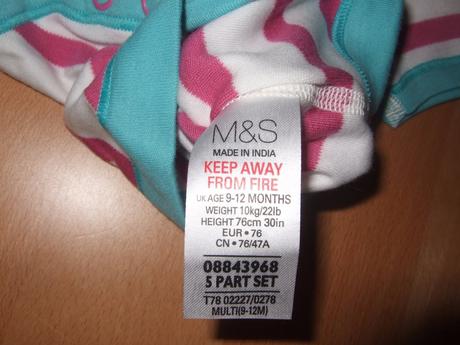 M&S
MADE IN INDIA
KEEP AWAY
FROM FIRE
UK AGE 9-12 MONTHS
WEIGHT 10kg/22lb
HEIGHT 76cm 30in
EUR • 76
CN • 76/47A
08843968
5 PART SET
T78 02227/0278
MULTI(9-12M)